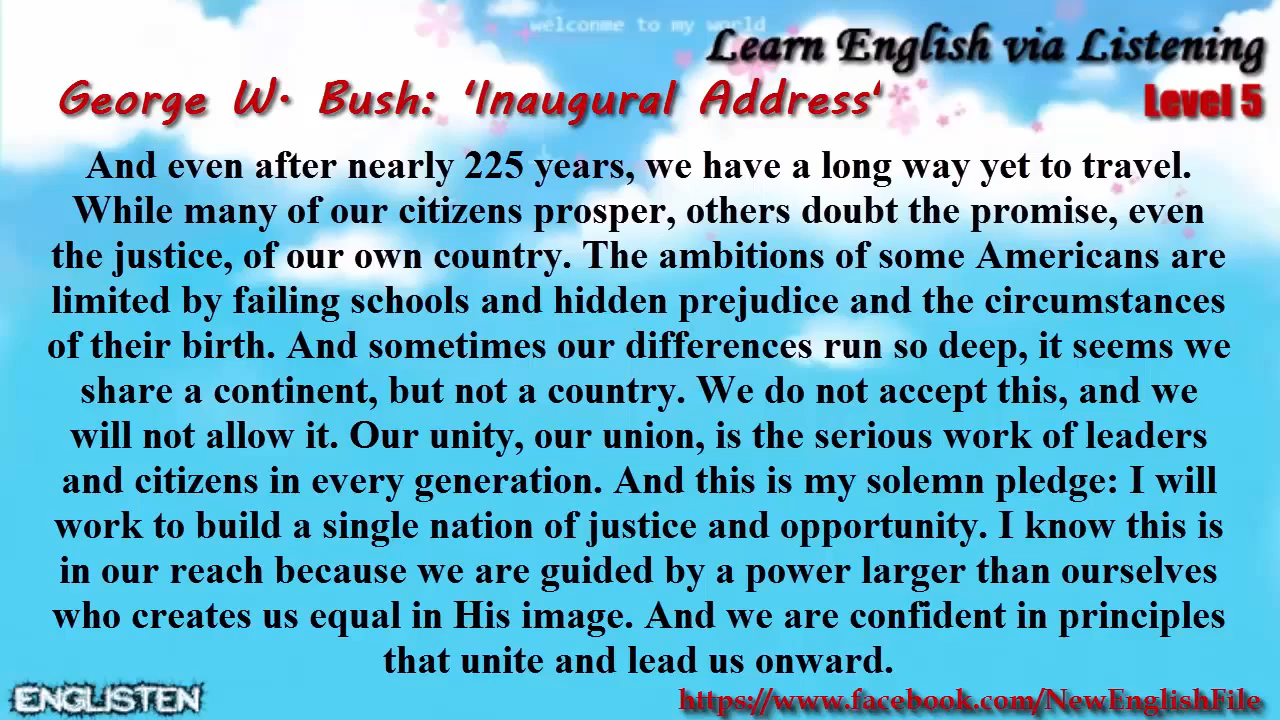 welconme to my world
Learn English via Listening
George W. Bush: 'Inaugural Address'
Level 5
And even after nearly 225 years, we have a long way yet to travel.
While many of our citizens prosper, others doubt the promise, even
the justice, of our own country. The ambitions of some Americans are
limited by failing schools and hidden prejudice and the circumstances
of their birth. And sometimes our differences run so deep, it seems we
share a continent, but not a country. We do not accept this, and we
will not allow it. Our unity, our union, is the serious work of leaders
and citizens in every generation. And this is my solemn pledge: I will
work to build a single nation of justice and opportunity. I know this is
in our reach because we are guided by a power larger than ourselves
who creates us equal in His image. And we are confident in principles
that unite and lead us onward.
ENGLISTEN
https://www.facebook.com/NewEnglishFile